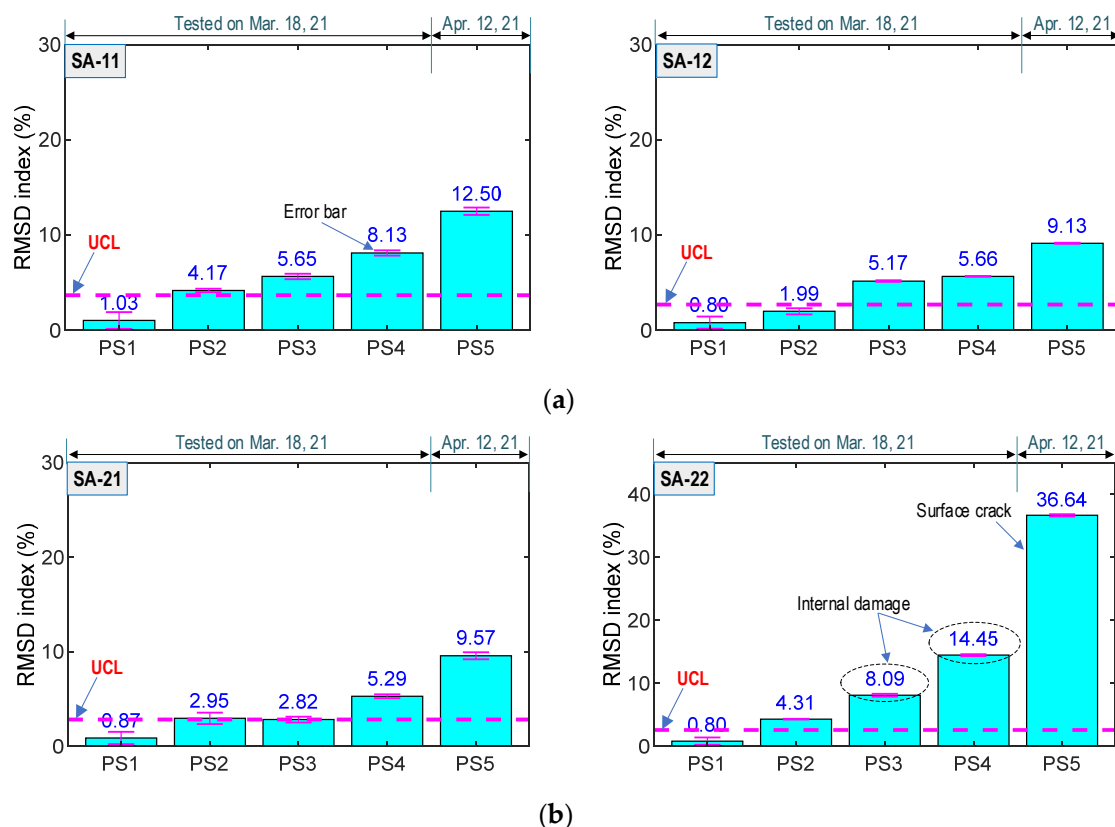 Tested on Mar. 18, 21
Apr. 12, 21
SA-11
RMSD index (%)
30
20
10
0
UCL
Error bar
1.03
4.17
5.65
8.13
12.50
PS1 PS2 PS3 PS4 PS5
Tested on Mar. 18, 21
Apr. 12, 21
SA-12
RMSD index (%)
30
20
10
0
UCL
0.80
1.99
5.17
5.66
9.13
PS1 PS2 PS3 PS4 PS5
(a)
Tested on Mar. 18, 21
Apr. 12, 21
SA-21
RMSD index (%)
30
20
10
0
UCL
0.87
2.95
2.82
5.29
9.57
PS1 PS2 PS3 PS4 PS5
Tested on Mar. 18, 21
Apr. 12, 21
SA-22
RMSD index (%)
40
30
20
10
0
UCL
Surface crack
Internal damage
0.80
4.31
8.09
14.45
36.64
PS1 PS2 PS3 PS4 PS5
(b)